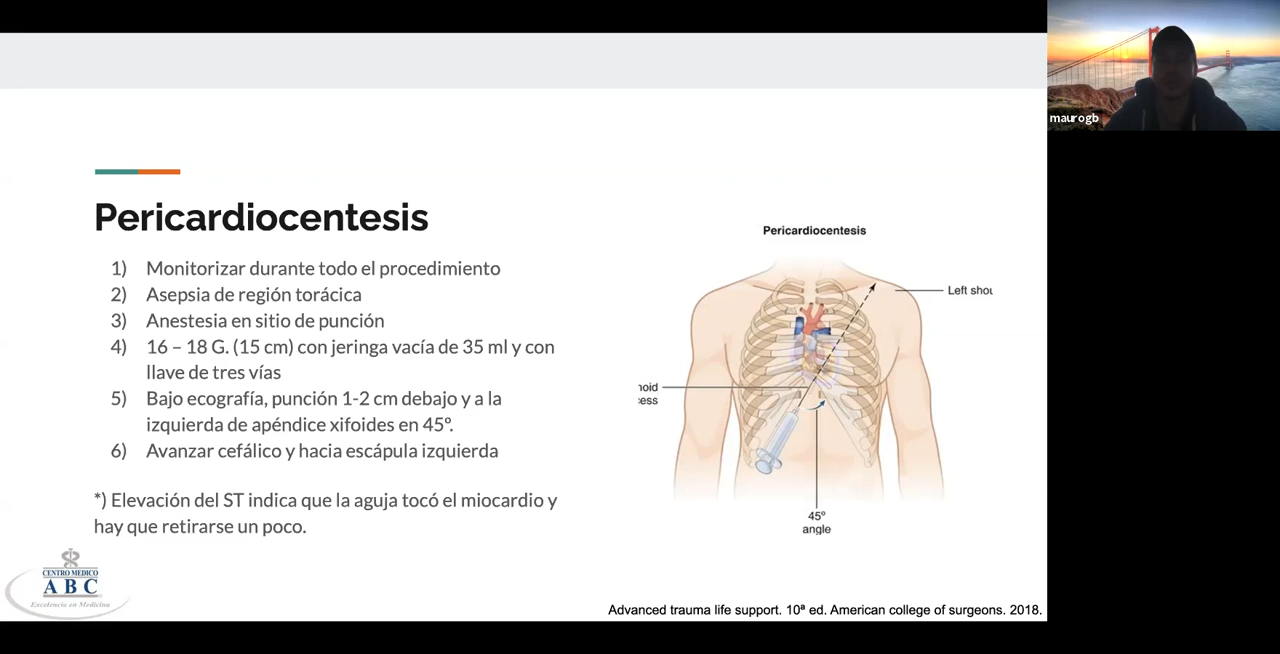 maurogb
Pericardiocentesis
1) Monitorizar durante todo el procedimiento
2) Asepsia de región torácica
3) Anestesia en sitio de punción
4) 16 – 18 G. (15 cm) con jeringa vacía de 35 ml y con
llave de tres vías
5) Bajo ecografía, punción 1-2 cm debajo y a la
izquierda de apéndice xifoides en 45º.
6) Avanzar cefálico y hacia escápula izquierda
*) Elevación del ST indica que la aguja tocó el miocardio y
hay que retirarse un poco.
Pericardiocentesis
Left shou
noid
ess
45º
angle
CENTRO MEDICO
ABC
Excelencia en Medicina
Advanced trauma life support. 10ª ed. American college of surgeons. 2018.